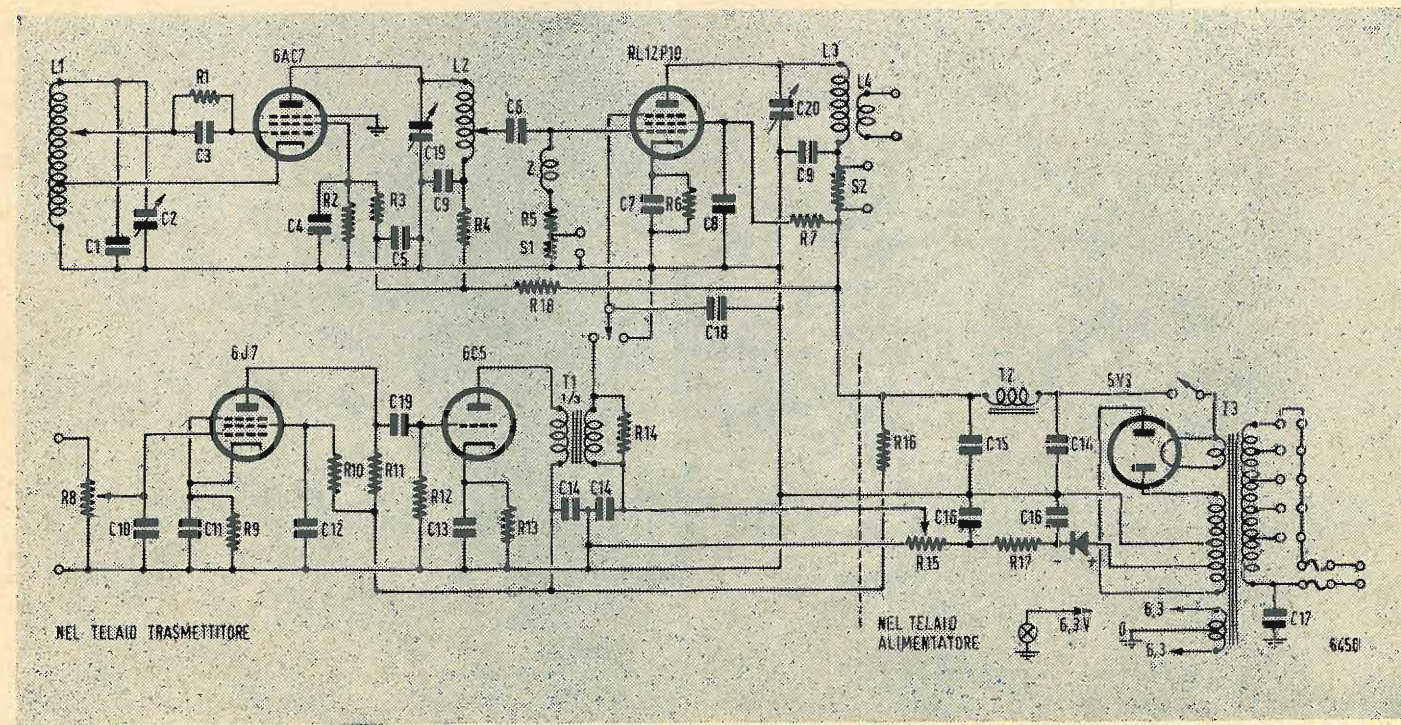 6AC7
RL12P10
L1
R1
C3
L2
C6
L3
L4
C20
C19
C9
C9
S2
Z
R5
S1
C7
R6
C8
R7
C1
C2
C4
R2
R3
C5
R4
R18
C18
6J7
6C5
T1
1/3
C19
R14
T2
5V3
T3
R16
C15
C14
R8
R10
R11
R12
C14
C14
C16
C16
C10
C11
R9
C12
C13
R13
R15
R17
-
+
C17
6,3
0
6,3
6,3V
NEL TELAIO TRASMETTITORE
NEL TELAIO
ALIMENTATORE
6450